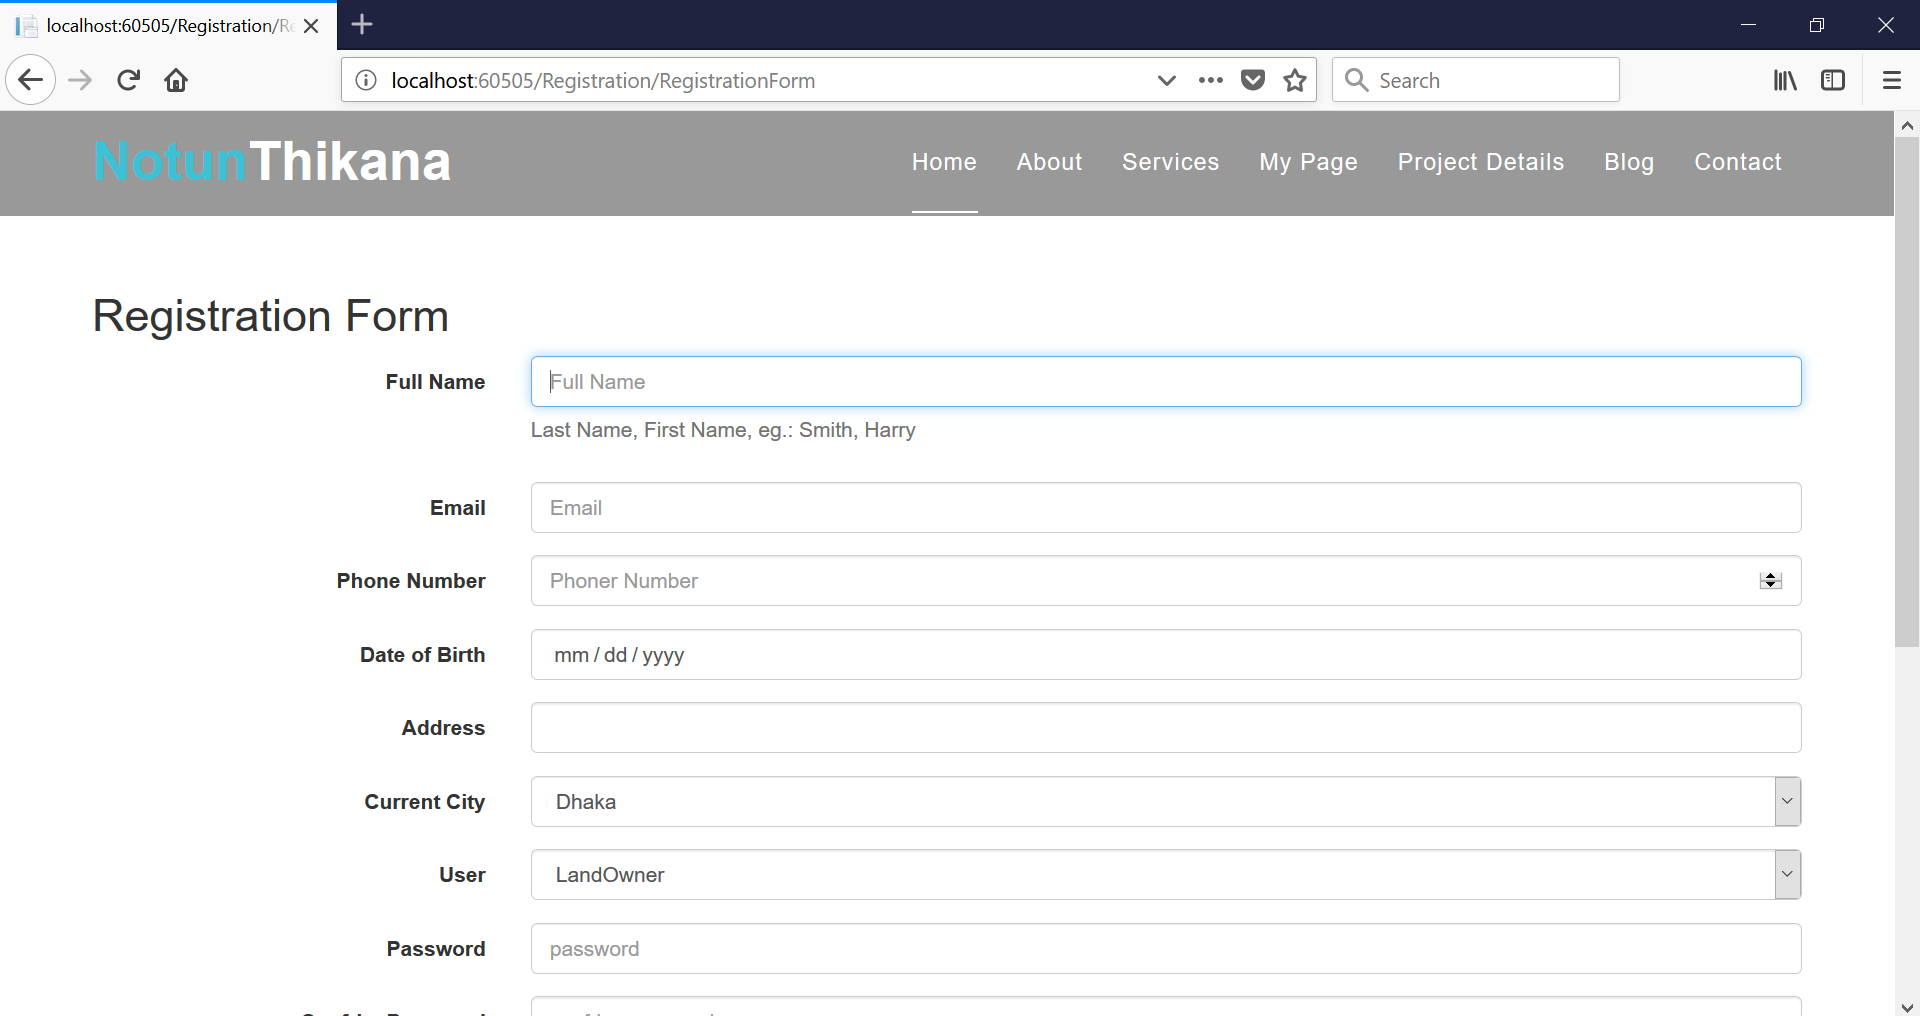 localhost:60505/Registration/Re
localhost:60505/Registration/RegistrationForm
Search
NotunThikana
Home About Services My Page Project Details Blog Contact
Registration Form
Full Name Full Name
Last Name, First Name, eg.: Smith, Harry
Email Email
Phone Number Phoner Number
Date of Birth mm / dd / yyyy
Address
Current City Dhaka
User LandOwner
Password password